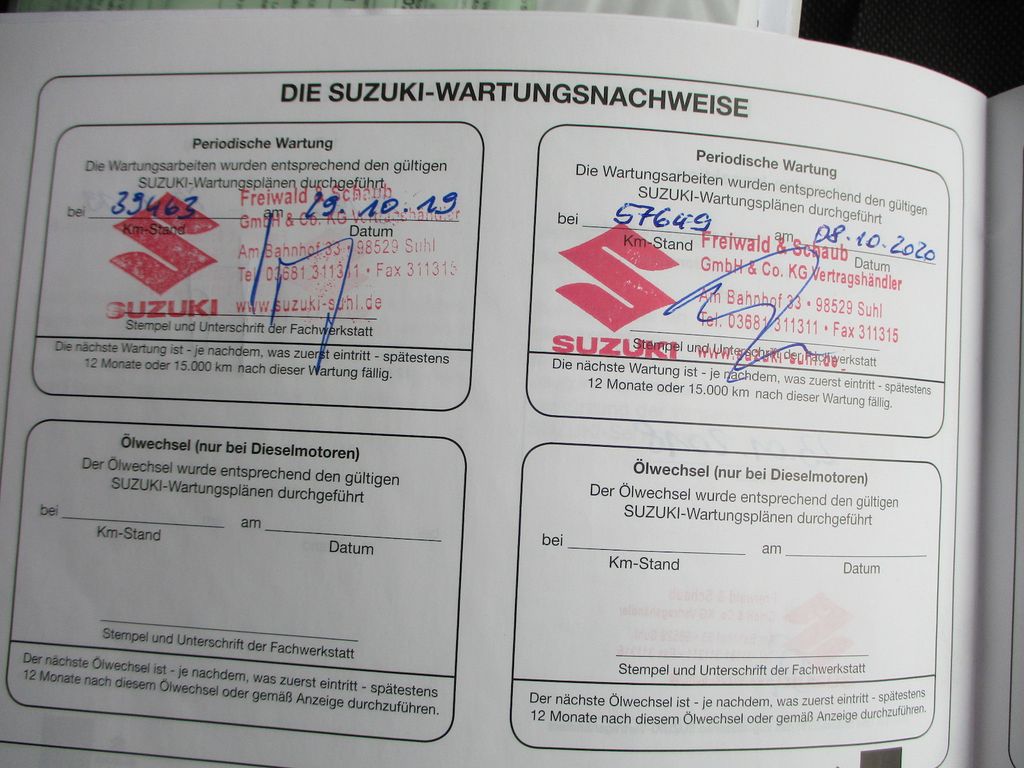 DIE SUZUKI-WARTUNGSNACHWEISE
Periodische Wartung
Die Wartungsarbeiten wurden entsprechend den gültigen
SUZUKI-Wartungsplänen durchgeführt
bei 39463 am 29.10.19
Km-Stand Datum
Freiwald & Schaub
GmbH & Co. KG Vertragshändler
Am Bahnhof 33 • 98529 Suhl
Tel. 03681 311311 • Fax 311315
SUZUKI www.suzuki-suhl.de
Stempel und Unterschrift der Fachwerkstatt
Die nächste Wartung ist - je nachdem, was zuerst eintritt - spätestens
12 Monate oder 15.000 km nach dieser Wartung fällig.
Periodische Wartung
Die Wartungsarbeiten wurden entsprechend den gültigen
SUZUKI-Wartungsplänen durchgeführt
bei 57649 am 08.10.2020
Km-Stand Datum
Freiwald & Schaub
GmbH & Co. KG Vertragshändler
Am Bahnhof 33 • 98529 Suhl
Tel. 03681 311311 • Fax 311315
SUZUKI www.suzuki-suhl.de
Stempel und Unterschrift der Fachwerkstatt
Die nächste Wartung ist - je nachdem, was zuerst eintritt - spätestens
12 Monate oder 15.000 km nach dieser Wartung fällig.
Ölwechsel (nur bei Dieselmotoren)
Der Ölwechsel wurde entsprechend den gültigen
SUZUKI-Wartungsplänen durchgeführt
bei am
Km-Stand Datum
Stempel und Unterschrift der Fachwerkstatt
Der nächste Ölwechsel ist - je nachdem, was zuerst eintritt - spätestens
12 Monate nach diesem Ölwechsel oder gemäß Anzeige durchzuführen.
Ölwechsel (nur bei Dieselmotoren)
Der Ölwechsel wurde entsprechend den gültigen
SUZUKI-Wartungsplänen durchgeführt
bei am
Km-Stand Datum
Stempel und Unterschrift der Fachwerkstatt
Der nächste Ölwechsel ist - je nachdem, was zuerst eintritt - spätestens
12 Monate nach diesem Ölwechsel oder gemäß Anzeige durchzuführen.